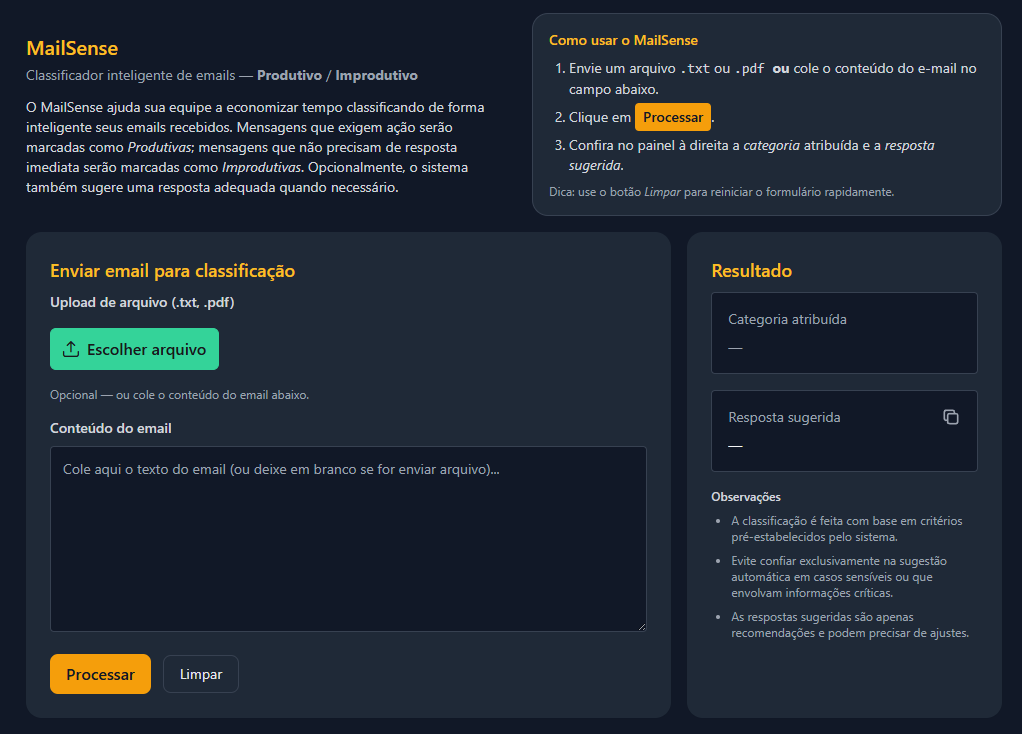 MailSense
Classificador inteligente de emails — Produtivo / Improdutivo
O MailSense ajuda sua equipe a economizar tempo classificando de forma
inteligente seus emails recebidos. Mensagens que exigem ação serão
marcadas como Produtivas; mensagens que não precisam de resposta
imediata serão marcadas como Improdutivas. Opcionalmente, o sistema
também sugere uma resposta adequada quando necessário.
Como usar o MailSense
1. Envie um arquivo .txt ou .pdf ou cole o conteúdo do e-mail no
campo abaixo.
2. Clique em Processar.
3. Confira no painel à direita a categoria atribuída e a resposta
sugerida.
Dica: use o botão Limpar para reiniciar o formulário rapidamente.
Enviar email para classificação
Upload de arquivo (.txt, .pdf)
Escolher arquivo
Opcional — ou cole o conteúdo do email abaixo.
Conteúdo do email
Cole aqui o texto do email (ou deixe em branco se for enviar arquivo)...
Processar
Limpar
Resultado
Categoria atribuída
—
Resposta sugerida
—
Observações
• A classificação é feita com base em critérios
pré-estabelecidos pelo sistema.
• Evite confiar exclusivamente na sugestão
automática em casos sensíveis ou que
envolvam informações críticas.
• As respostas sugeridas são apenas
recomendações e podem precisar de ajustes.